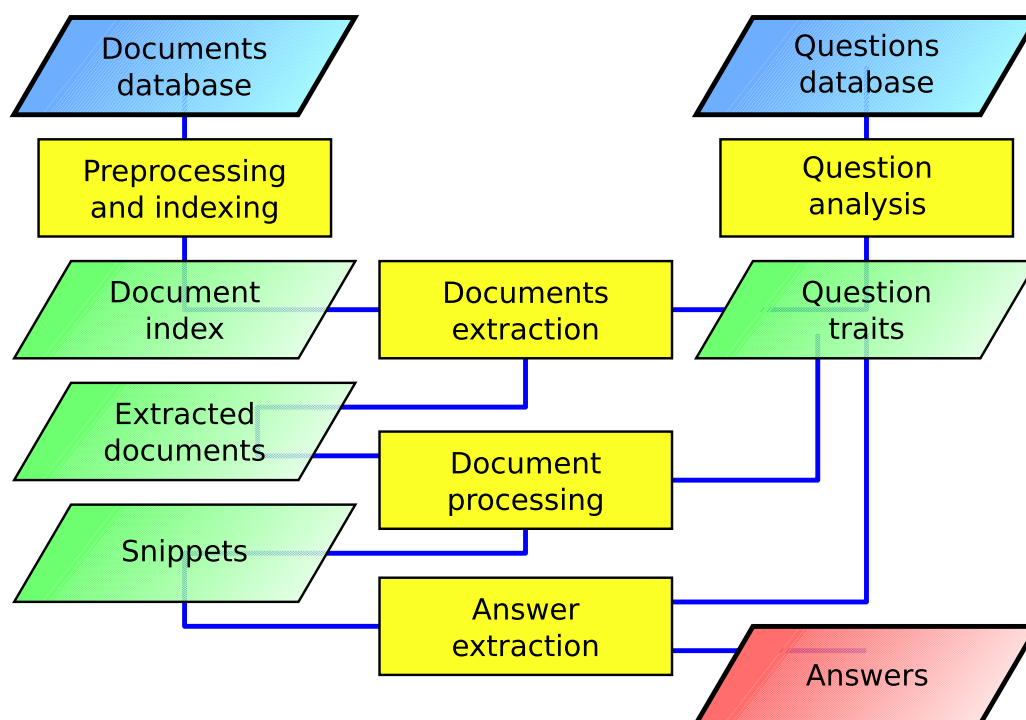 Documents
database
Questions
database
Preprocessing
and indexing
Question
analysis
Document
index
Documents
extraction
Question
traits
Extracted
documents
Document
processing
Snippets
Answer
extraction
Answers